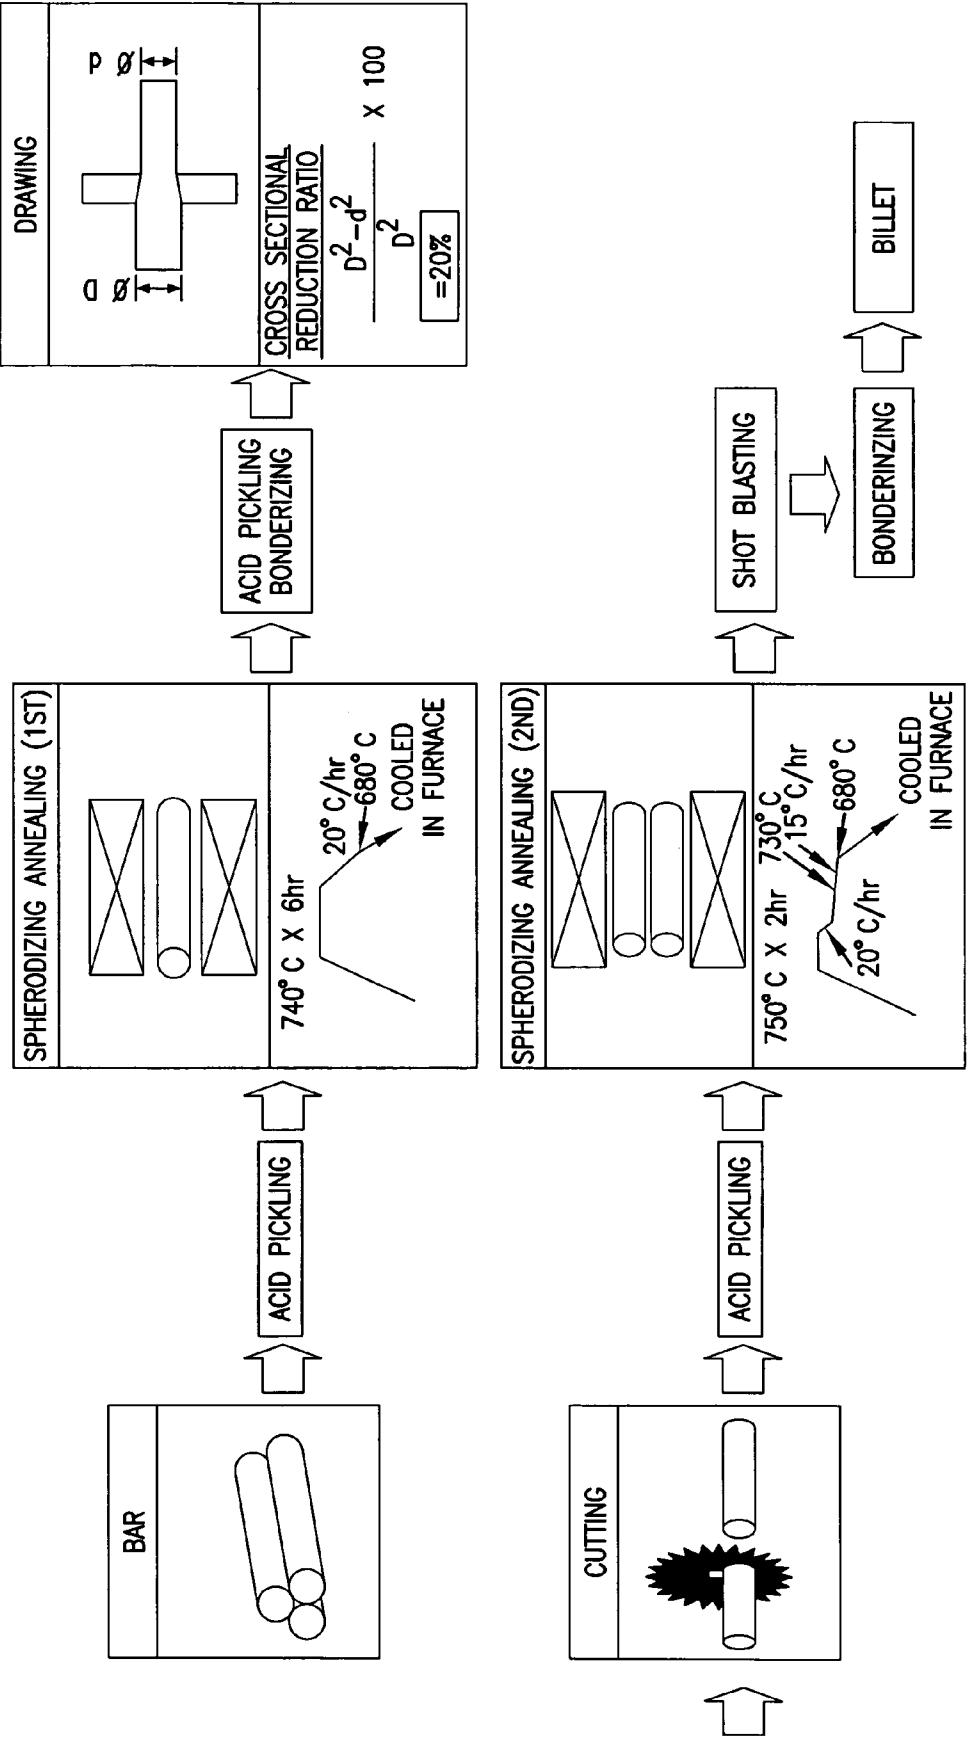 BAR
ACID PICKLING
SPHERODIZING ANNEALING (1ST)
740°C X 6hr
20°C/hr
680°C
COOLED
IN FURNACE
ACID PICKLING
BONDERIZING
DRAWING
Ø D
Ø d
CROSS SECTIONAL
REDUCTION RATIO
D²-d²
D²
X 100
=20%
CUTTING
ACID PICKLING
SPHERODIZING ANNEALING (2ND)
750°C X 2hr
730°C
15°C/hr
20°C/hr
680°C
COOLED
IN FURNACE
SHOT BLASTING
BONDERINZING
BILLET